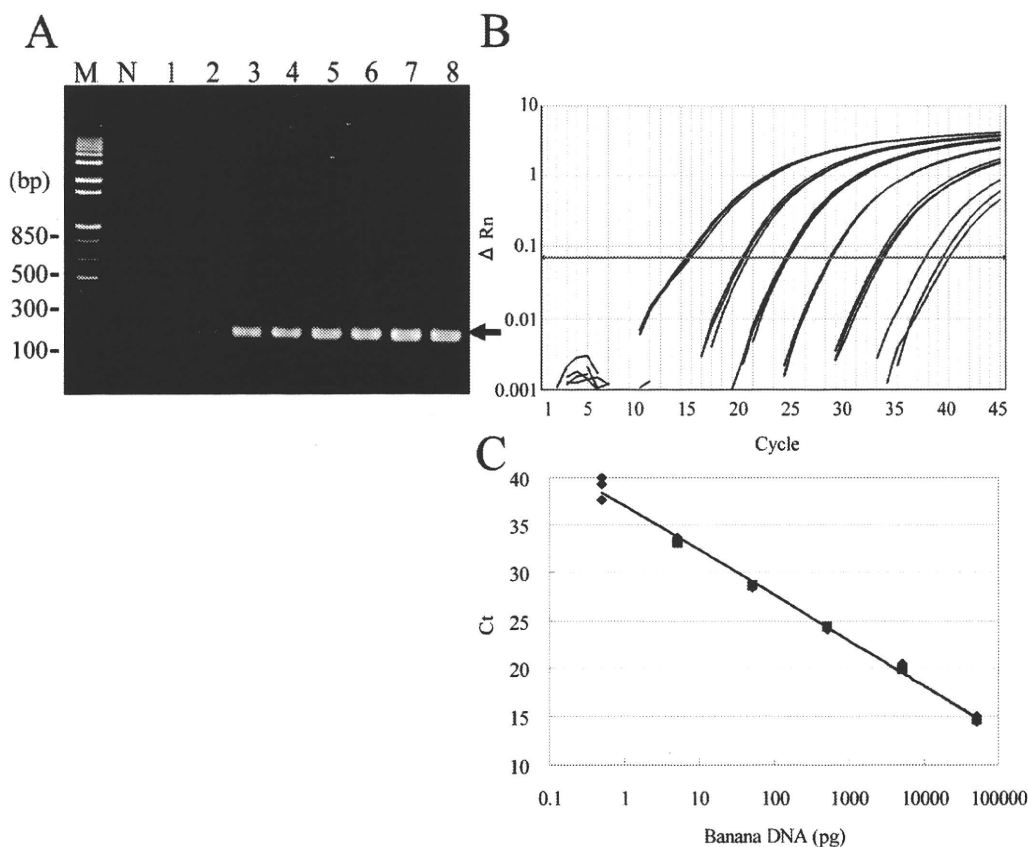 A
M N 1 2 3 4 5 6 7 8
(bp)
850-
500-
300-
100-
B
10
1
0.1
0.01
0.001
Δ Rn
1 5 10 15 20 25 30 35 40 45
Cycle
C
40
35
30
25
20
15
10
Ct
0.1 1 10 100 1000 10000 100000
Banana DNA (pg)